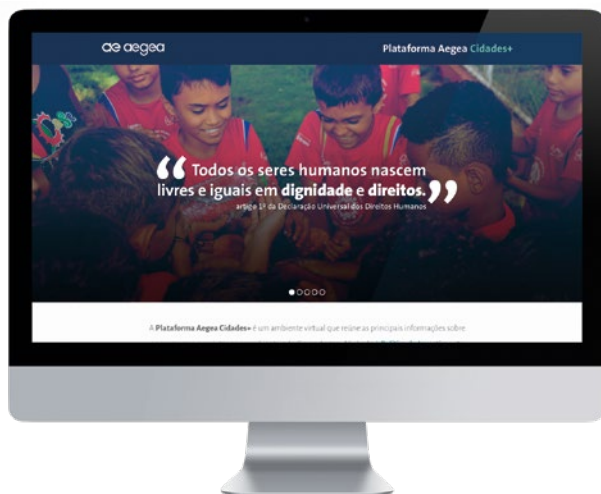 ae aegea
Plataforma Aegea Cidades+
“ Todos os seres humanos nascem
livres e iguais em dignidade e direitos. ”
artigo 1º da Declaração Universal dos Direitos Humanos
A Plataforma Aegea Cidades+ é um ambiente virtual que reúne as principais informações sobre